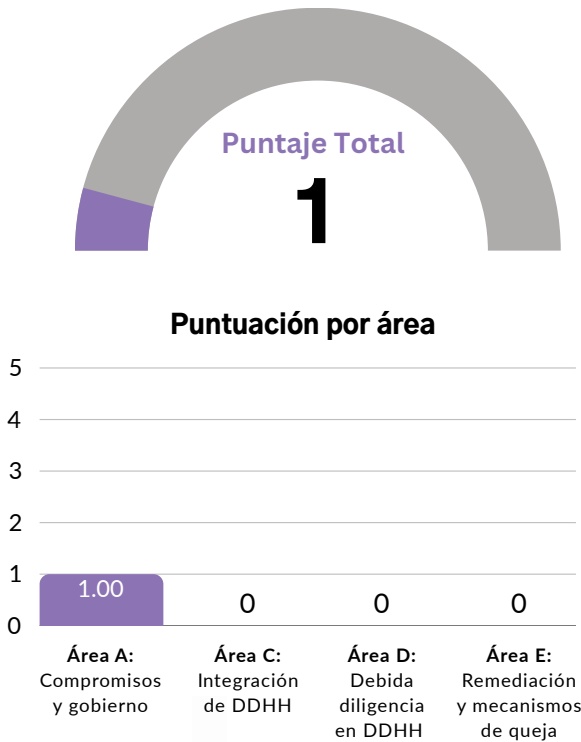 Puntaje Total
1
Puntuación por área
5
4
3
2
1
0
1.00
0
0
0
Área A:
Compromisos
y gobierno
Área C:
Integración
de DDHH
Área D:
Debida
diligencia
en DDHH
Área E:
Remediación
y mecanismos
de queja